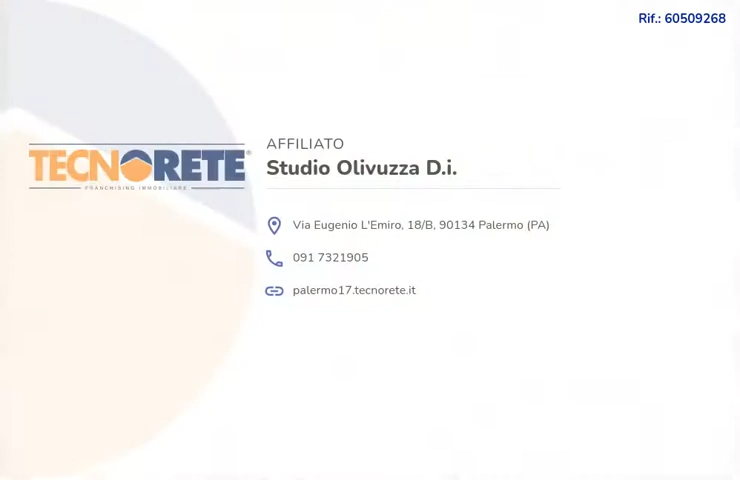 Rif.: 60509268
TECNORETE
FRANCHISING IMMOBILIARE
AFFILIATO
Studio Olivuzza D.i.
Via Eugenio L'Emiro, 18/B, 90134 Palermo (PA)
091 7321905
palermo17.tecnorete.it